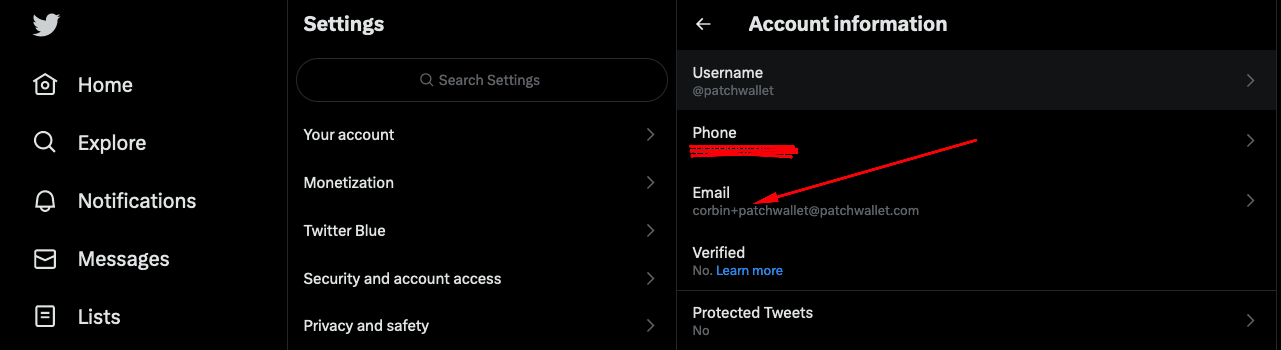 Home
Explore
Notifications
Messages
Lists
Settings
Search Settings
Your account
Monetization
Twitter Blue
Security and account access
Privacy and safety
Account information
Username
@patchwallet
Phone
Email
corbin+patchwallet@patchwallet.com
Verified
No. Learn more
Protected Tweets
No